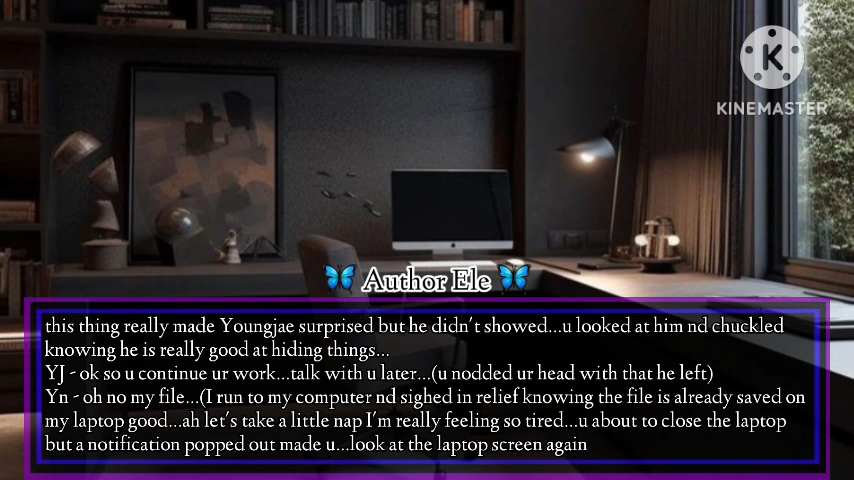 KINEMASTER
🦋 Author Ele 🦋
this thing really made Youngjae surprised but he didn't showed...u looked at him nd chuckled
knowing he is really good at hiding things...
YJ - ok so u continue ur work...talk with u later...(u nodded ur head with that he left)
Yn - oh no my file...(I run to my computer nd sighed in relief knowing the file is already saved on
my laptop good...ah let's take a little nap I'm really feeling so tired...u about to close the laptop
but a notification popped out made u...look at the laptop screen again